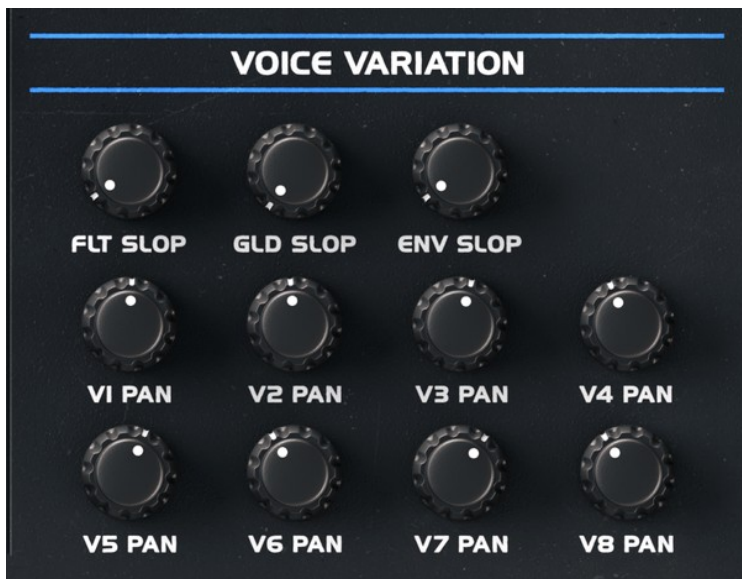 VOICE VARIATION
FLT SLOP GLD SLOP ENV SLOP
V1 PAN V2 PAN V3 PAN V4 PAN
V5 PAN V6 PAN V7 PAN V8 PAN